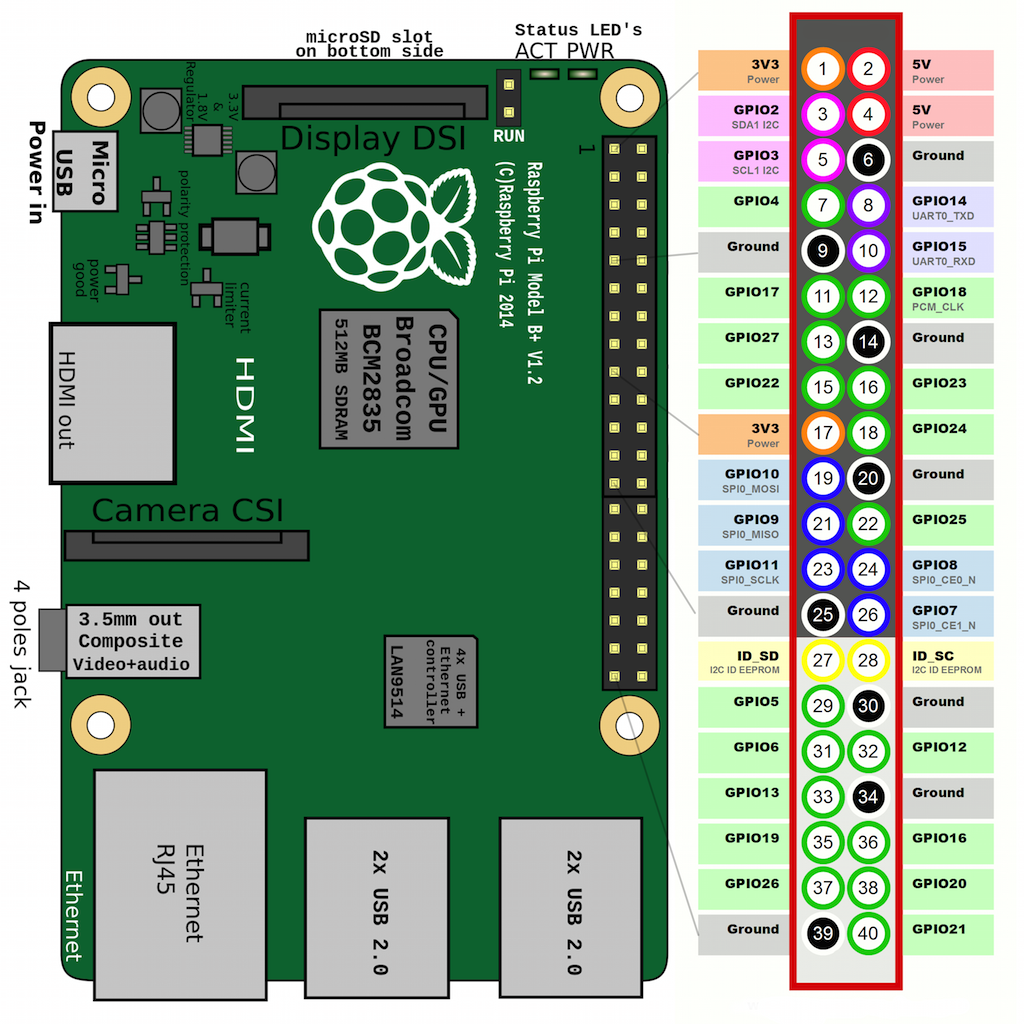 microSD slot
on bottom side
Status LED's
ACT PWR
Regulator
&
1.8V
3.3V
Display DSI
RUN
1
Power in
Micro
USB
polarity protection
power
good
current
limiter
Raspberry Pi Model B+ V1.2
(C)Raspberry Pi 2014
HDMI out
HDMI
CPU/GPU
Broadcom
BCM2835
512MB SDRAM
Camera CSI
4 poles jack
3.5mm out
Composite
Video+audio
4x USB +
Ethernet
controller
LAN9514
Ethernet
Ethernet
RJ45
2x USB 2.0
2x USB 2.0
3V3 1 2 5V
Power Power
GPIO2 3 4 5V
SDA1 I2C Power
GPIO3 5 6 Ground
SCL1 I2C
GPIO4 7 8 GPIO14
UART0_TXD
Ground 9 10 GPIO15
UART0_RXD
GPIO17 11 12 GPIO18
PCM_CLK
GPIO27 13 14 Ground
GPIO22 15 16 GPIO23
3V3 17 18 GPIO24
Power
GPIO10 19 20 Ground
SPI0_MOSI
GPIO9 21 22 GPIO25
SPI0_MISO
GPIO11 23 24 GPIO8
SPI0_SCLK SPI0_CE0_N
Ground 25 26 GPIO7
SPI0_CE1_N
ID_SD 27 28 ID_SC
I2C ID EEPROM I2C ID EEPROM
GPIO5 29 30 Ground
GPIO6 31 32 GPIO12
GPIO13 33 34 Ground
GPIO19 35 36 GPIO16
GPIO26 37 38 GPIO20
Ground 39 40 GPIO21